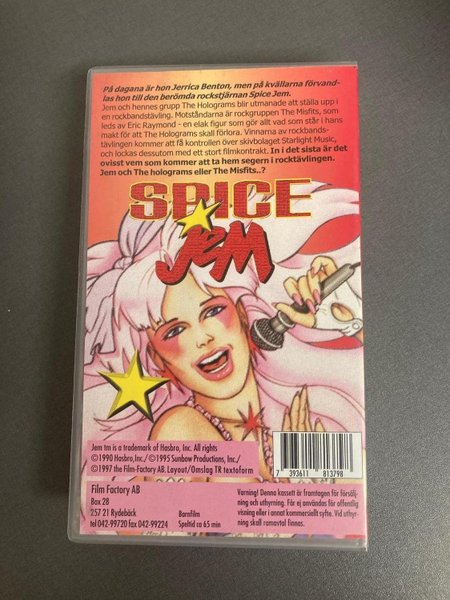 På dagana är hon Jerrica Benton, men på kvällarna förvand-
las hon till den berömda rockstjärnan Spice Jem.
Jem och hennes grupp The Holograms blir utmanade att ställa upp i
en rockbandstävling. Motståndarna är rockgruppen The Misfits, som
leds av Eric Raymond - en elak figur som gör allt vad som står i hans
makt för att The Holograms skall förlora. Vinnarna av rockbands-
tävlingen kommer att få kontroll över skivbolaget Starlight Music,
och lockas dessutom med ett stort filmkontrakt. In i det sista är det
ovisst vem som kommer att ta hem segern i rocktävlingen.
Jem och The holograms eller The Misfits..?
SPICE
JEM
Jem tm is a trademark of Hasbro, Inc. All rights
©1990 Hasbro,Inc./©1995 Sunbow Productions, Inc./
©1997 the Film-Factory AB. Layout/Omslag TR textoform
7 393611 813798
Film Factory AB
Box 28
257 21 Rydebäck
tel 042-99720 fax 042-99224
Barnfilm
Speltid ca 65 min
Varning! Denna kassett är framtagen för försälj-
ning och uthyrning. Får ej användas för offentlig
visning eller i annat kommersiellt syfte. Vid uthyr-
ning skall ramavtal finnas.